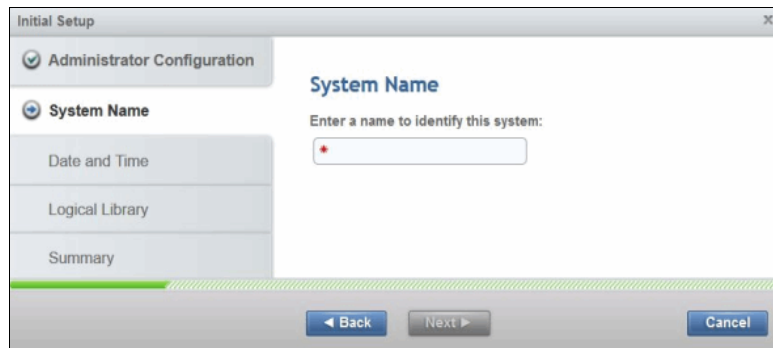 Initial Setup
Administrator Configuration
System Name
Date and Time
Logical Library
Summary
System Name
Enter a name to identify this system:
*
Back
Next
Cancel